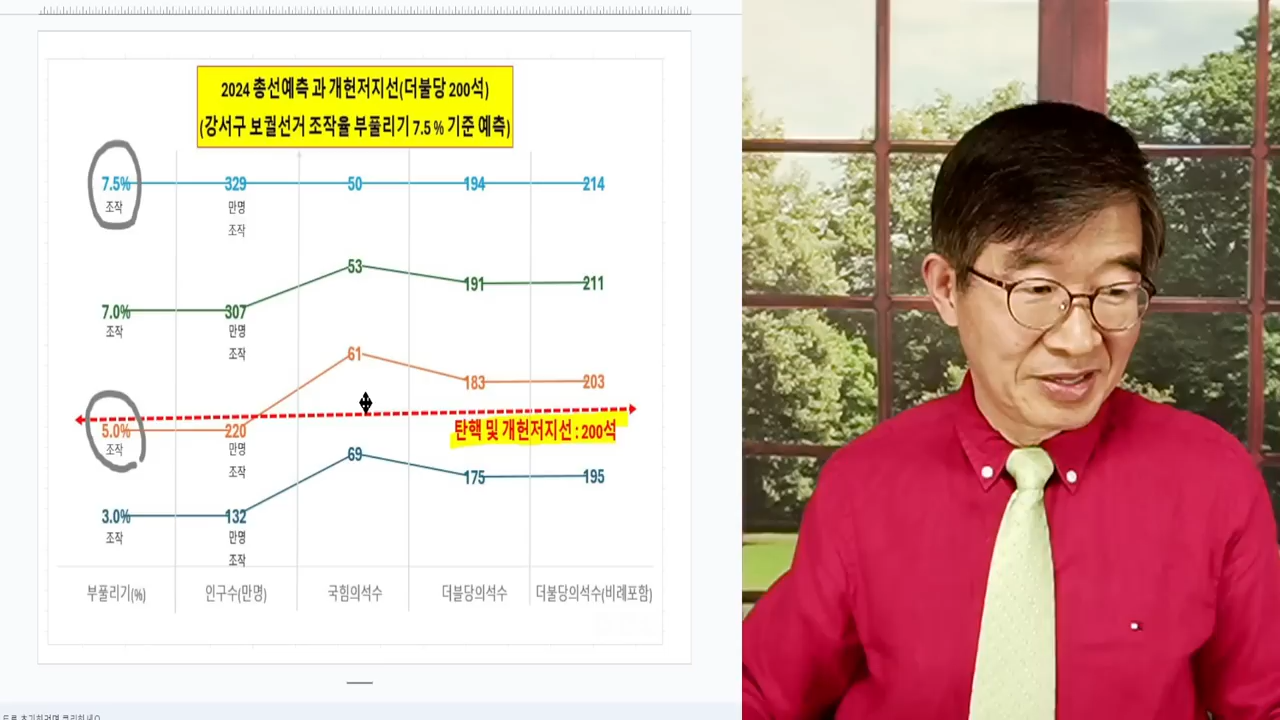 2024 총선예측 과 개헌저지선(더불당 200석)
(강서구 보궐선거 조작율 부풀리기 7.5 % 기준 예측)
7.5% 329 50 194 214
조작 만명
조작
53
191 211
7.0% 307
조작 만명
조작
61
183 203
5.0% 220 탄핵 및 개헌저지선 : 200석
조작 만명
조작
69
175 195
3.0% 132
조작 만명
조작
부풀리기(%) 인구수(만명) 국힘의석수 더블당의석수 더불당의석수(비례포함)